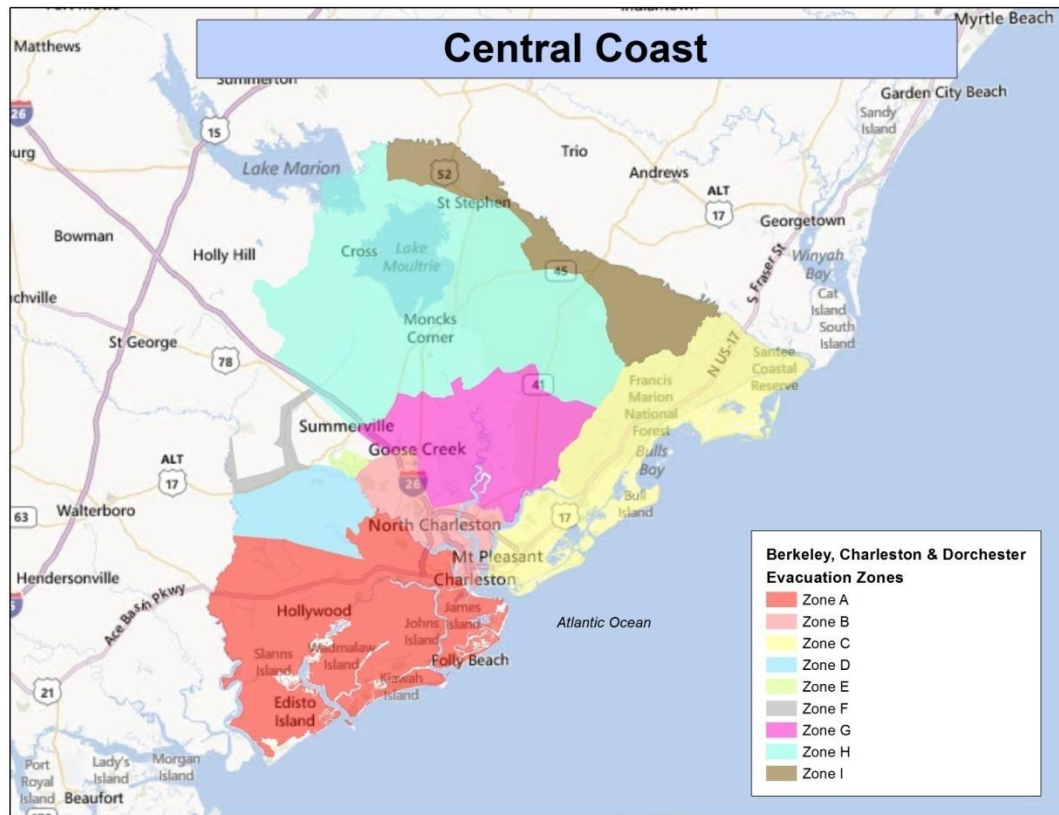 Central Coast
Myrtle Beach
Matthews
Summerton
Garden City Beach
Sandy
Island
26
15
Lake Marion
Trio
52
Andrews
ALT
17
St Stephen
Georgetown
Bowman
Holly Hill
Cross
Lake
Moultrie
45
S Fraser St
Winyah
Bay
Cat
Island
South
Island
Moncks
Corner
St George
78
N US-17
Santee
Coastal
Reserve
41
Francis
Marion
National
Forest
Summerville
Goose Creek
Bulls
Bay
ALT
17
26
Bull
Island
63
Walterboro
North Charleston
17
Mt Pleasant
Hendersonville
Charleston
Ace Basin Pkwy
Hollywood
James
Island
Johns
Island
Atlantic Ocean
Slanns
Island
Wadmalaw
Island
Folly Beach
Kiawah
Island
21
Edisto
Island
Port
Royal
Island
Lady's
Island
Morgan
Island
Beaufort
Berkeley, Charleston & Dorchester
Evacuation Zones
Zone A
Zone B
Zone C
Zone D
Zone E
Zone F
Zone G
Zone H
Zone I